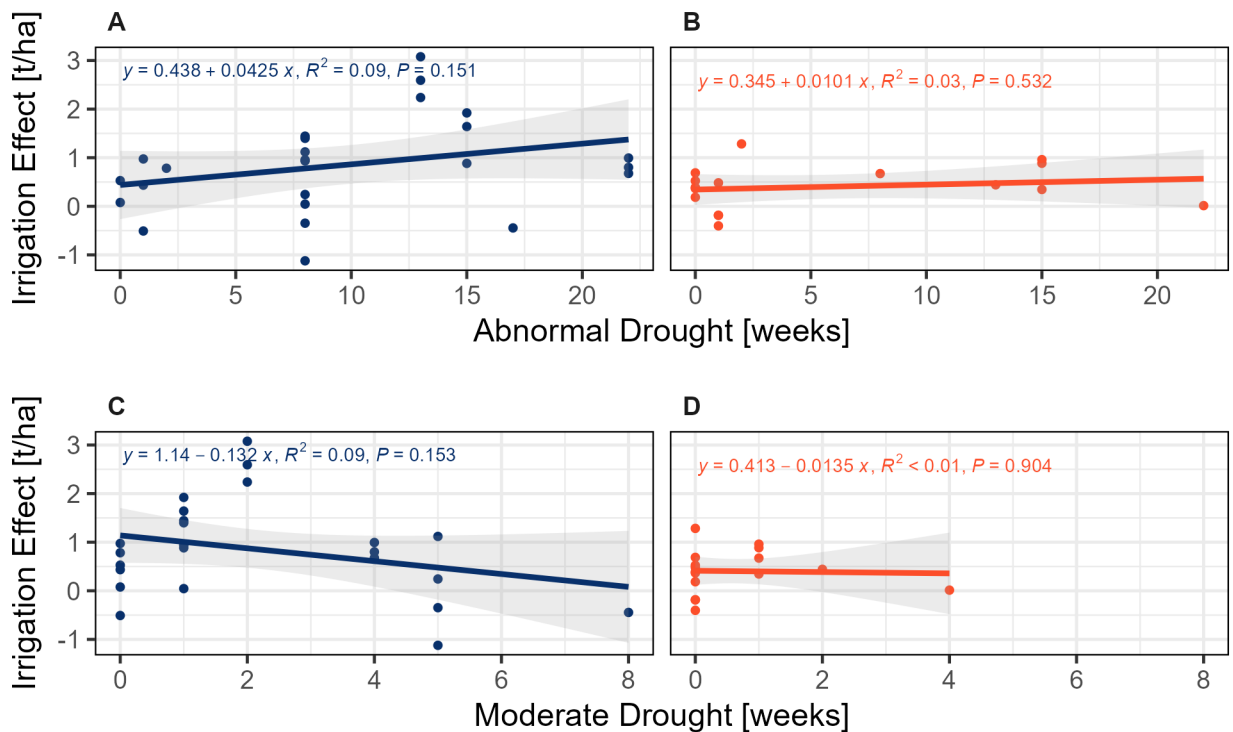 A
B
Irrigation Effect [t/ha]
3
2
1
0
-1
y = 0.438 + 0.0425 x, R² = 0.09, P = 0.151
y = 0.345 + 0.0101 x, R² = 0.03, P = 0.532
0 5 10 15 20
0 5 10 15 20
Abnormal Drought [weeks]
C
D
Irrigation Effect [t/ha]
3
2
1
0
-1
y = 1.14 − 0.132 x, R² = 0.09, P = 0.153
y = 0.413 − 0.0135 x, R² < 0.01, P = 0.904
0 2 4 6 8
0 2 4 6 8
Moderate Drought [weeks]